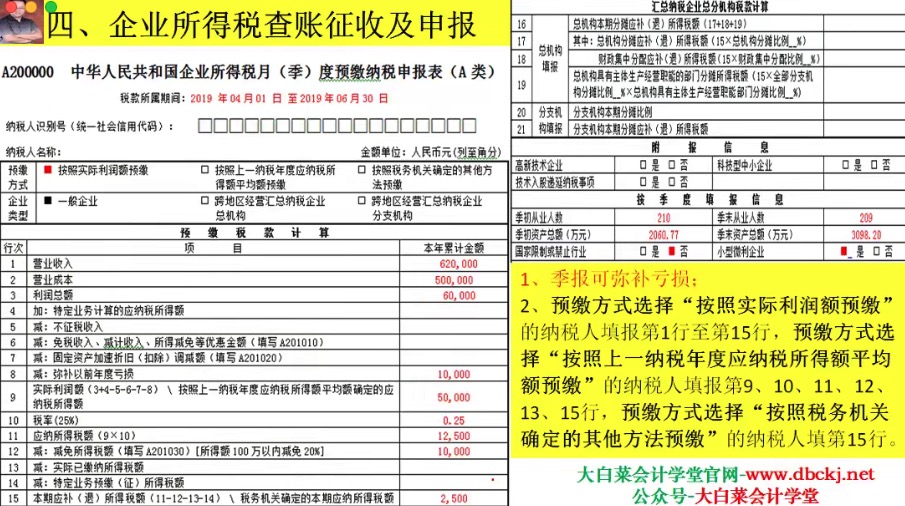 四、企业所得税查账征收及申报
A200000 中华人民共和国企业所得税月（季）度预缴纳税申报表（A 类）
税款所属期间：2019 年 04 月 01 日 至 2019 年 06 月 30 日
纳税人识别号（统一社会信用代码）：□□□□□□□□□□□□□□□□□□
纳税人名称： 金额单位：人民币元(列至角分)
预缴方式 ■ 按照实际利润额预缴 □ 按照上一纳税年度应纳税所得额平均额预缴 □ 按照税务机关确定的其他方法预缴
企业类型 ■ 一般企业 □ 跨地区经营汇总纳税企业总机构 □ 跨地区经营汇总纳税企业分支机构
预 缴 税 款 计 算
行次 项 目 本年累计金额
1 营业收入 620,000
2 营业成本 500,000
3 利润总额 60,000
4 加：特定业务计算的应纳税所得额
5 减：不征税收入
6 减：免税收入、减计收入、所得减免等优惠金额（填写 A201010）
7 减：固定资产加速折旧（扣除）调减额（填写 A201020）
8 减：弥补以前年度亏损 10,000
9 实际利润额（3+4-5-6-7-8） \ 按照上一纳税年度应纳税所得额平均额确定的应纳税所得额 50,000
10 税率(25%) 0.25
11 应纳所得税额（9×10） 12,500
12 减：减免所得税额（填写 A201030）[所得额 100 万以内减免 20%] 10,000
13 减：实际已缴纳所得税额
14 减：特定业务预缴（征）所得税额
15 本期应补（退）所得税额（11-12-13-14） \ 税务机关确定的本期应纳所得税额 2,500
汇总纳税企业总分机构税款计算
16 总机构填报 总机构本期分摊应补（退）所得税额（17+18+19）
17 其中：总机构分摊应补（退）所得税额（15×总机构分摊比例__%）
18 财政集中分配应补（退）所得税额（15×财政集中分配比例__%）
19 总机构具有主体生产经营职能的部门分摊所得税额（15×全部分支机构分摊比例__%×总机构具有主体生产经营职能部门分摊比例__%）
20 分支机构填报 分支机构本期分摊比例
21 分支机构本期分摊应补（退）所得税额
附 报 信 息
高新技术企业 □ 是 □ 否 科技型中小企业 □ 是 □ 否
技术入股递延纳税事项 □ 是 □ 否
按 季 度 填 报 信 息
季初从业人数 210 季末从业人数 209
季初资产总额（万元） 2060.77 季末资产总额（万元） 3098.20
国家限制或禁止行业 □ 是 ■ 否 小型微利企业 ■ 是 □ 否
1、季报可弥补亏损；
2、预缴方式选择“按照实际利润额预缴”
的纳税人填报第1行至第15行，预缴方式选
择“按照上一纳税年度应纳税所得额平均
额预缴”的纳税人填报第9、10、11、12、
13、15行，预缴方式选择“按照税务机关
确定的其他方法预缴”的纳税人填第15行。
大白菜会计学堂官网-www.dbckj.net
公众号-大白菜会计学堂